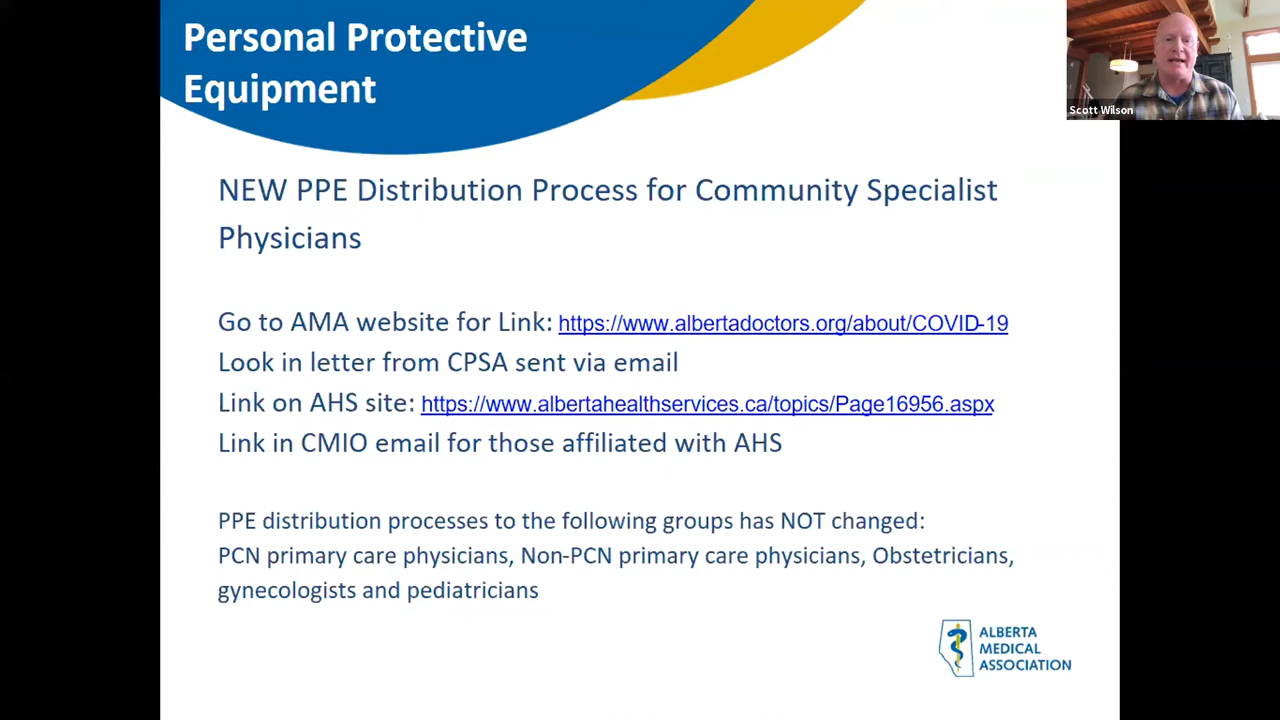 Personal Protective
Equipment
Scott Wilson
NEW PPE Distribution Process for Community Specialist
Physicians
Go to AMA website for Link: https://www.albertadoctors.org/about/COVID-19
Look in letter from CPSA sent via email
Link on AHS site: https://www.albertahealthservices.ca/topics/Page16956.aspx
Link in CMIO email for those affiliated with AHS
PPE distribution processes to the following groups has NOT changed:
PCN primary care physicians, Non-PCN primary care physicians, Obstetricians,
gynecologists and pediatricians
ALBERTA
MEDICAL
ASSOCIATION